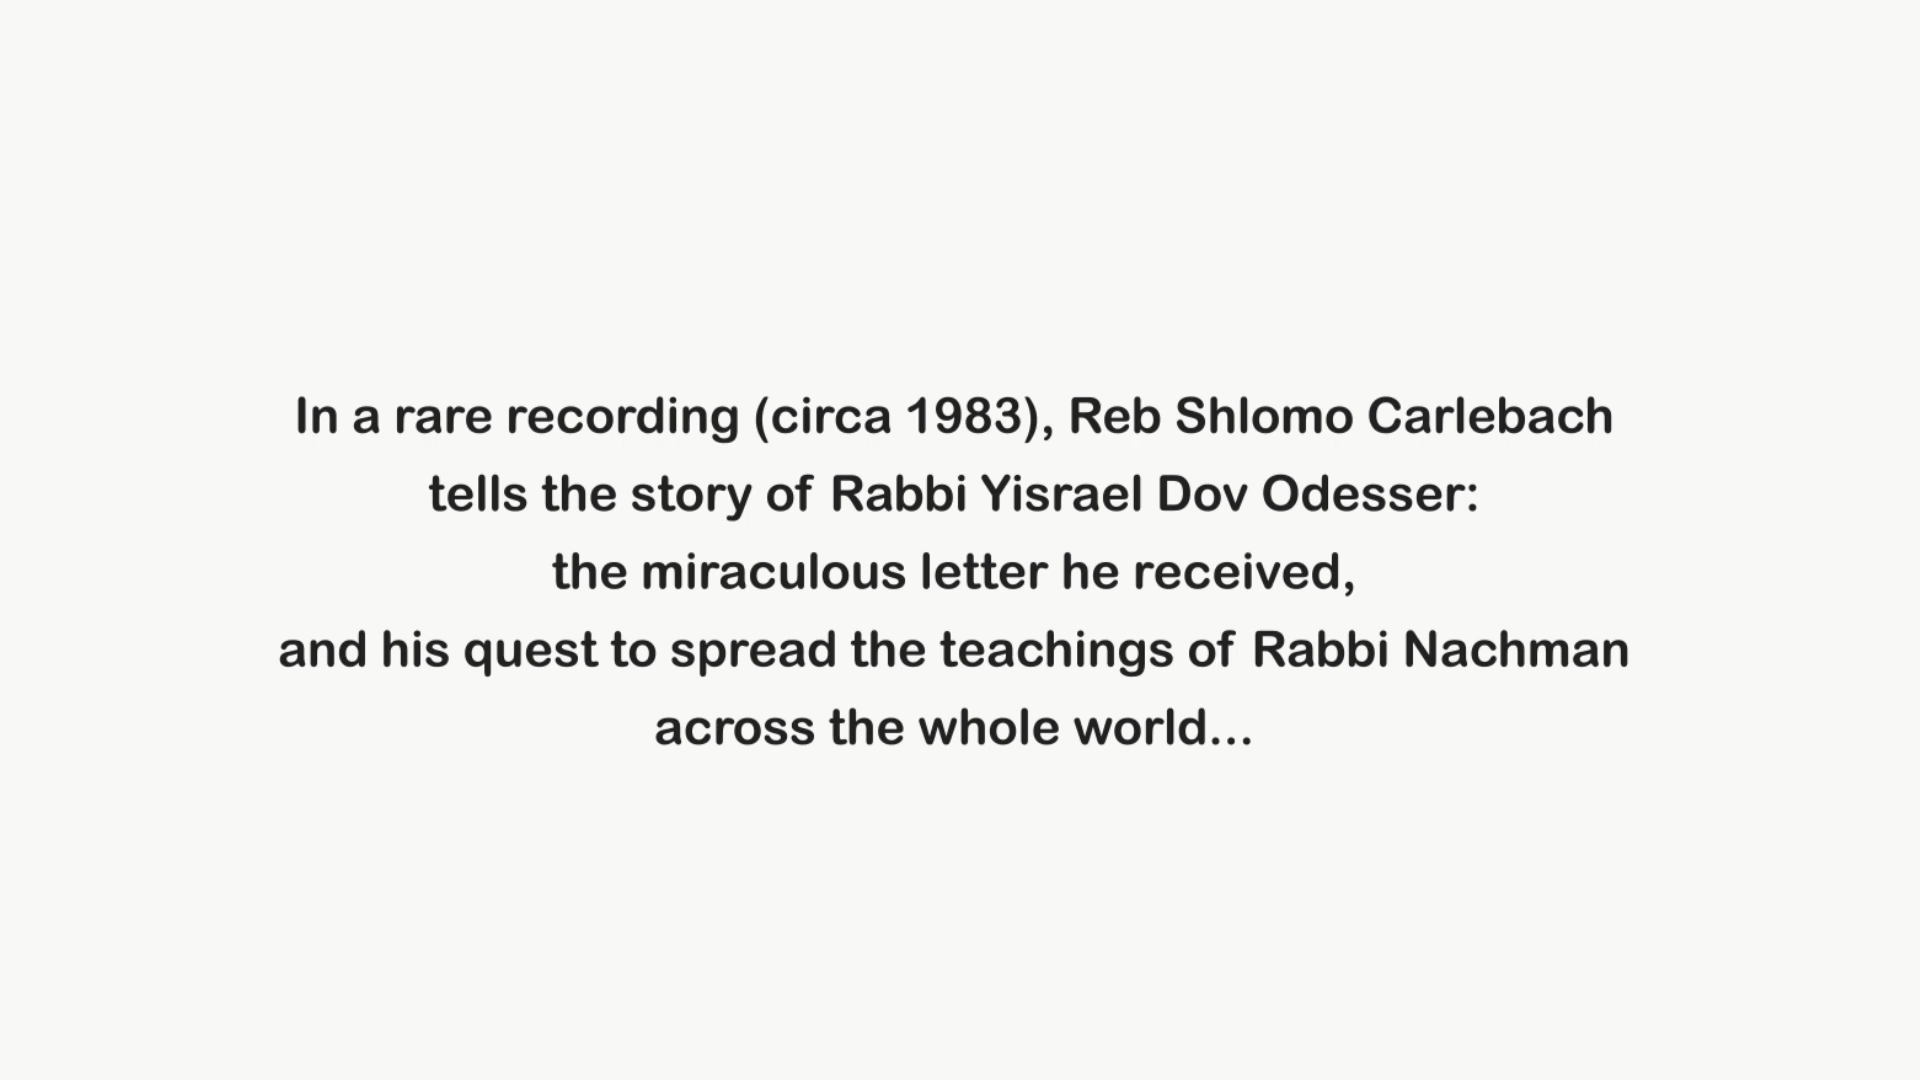 In a rare recording (circa 1983), Reb Shlomo Carlebach
tells the story of Rabbi Yisrael Dov Odesser:
the miraculous letter he received,
and his quest to spread the teachings of Rabbi Nachman
across the whole world...